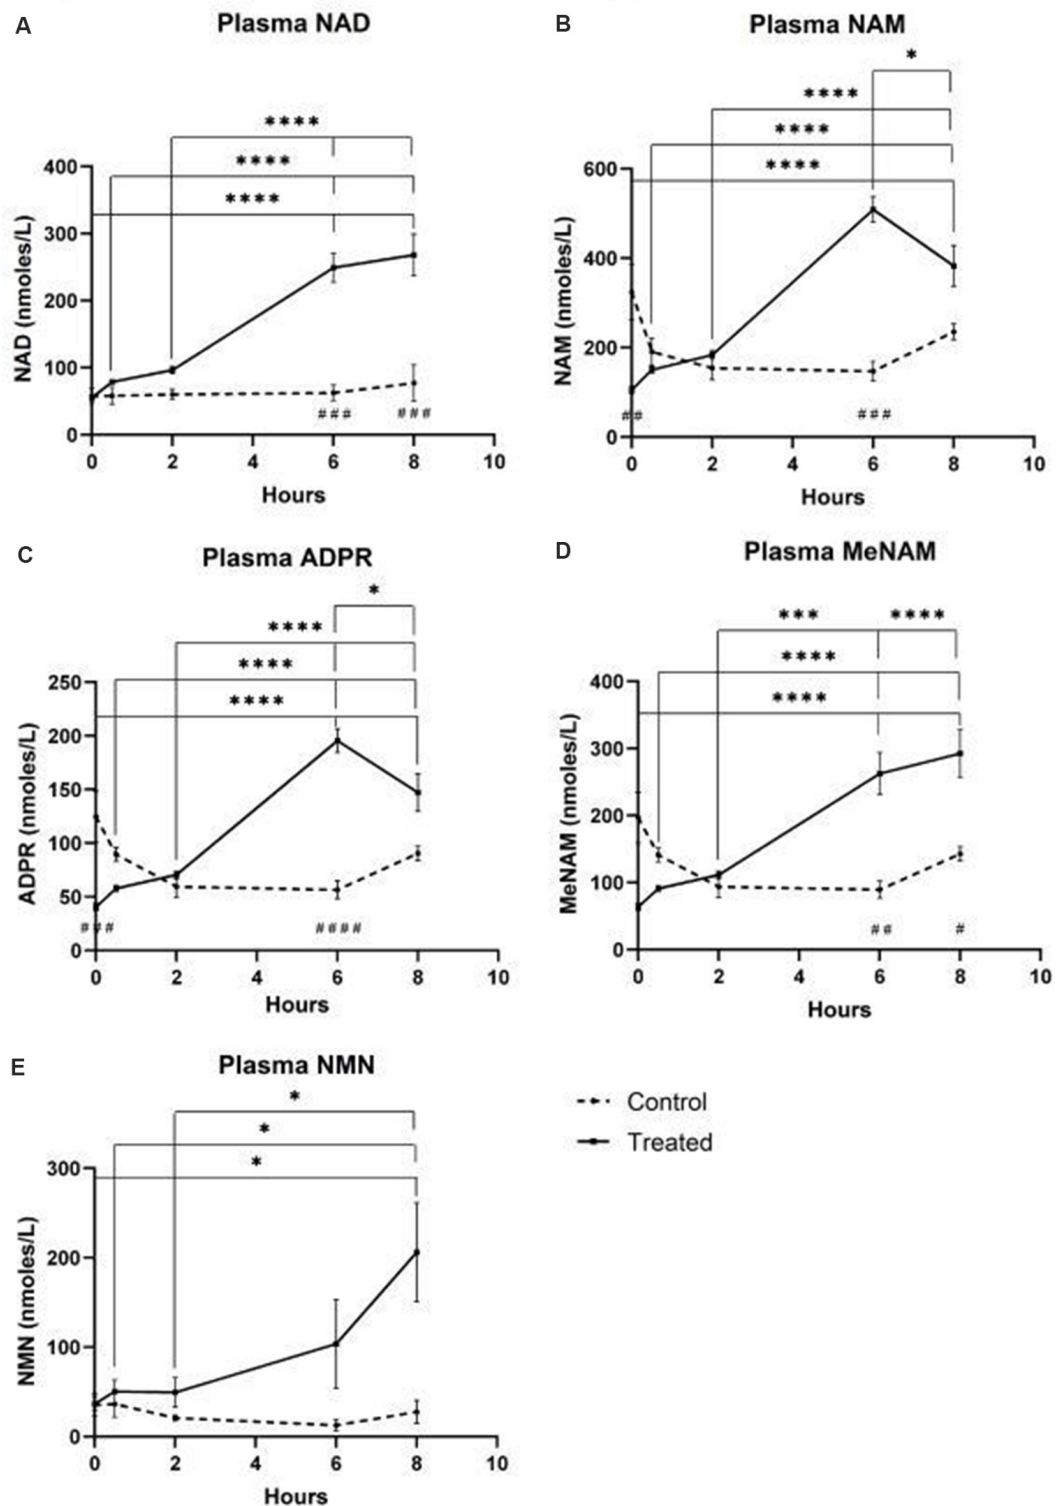 A
Plasma NAD
****
****
****
400
300
200
100
0
NAD (nmoles/L)
###
###
0 2 4 6 8 10
Hours
B
Plasma NAM
*
****
****
****
600
400
200
0
NAM (nmoles/L)
##
###
0 2 4 6 8 10
Hours
C
Plasma ADPR
*
****
****
****
250
200
150
100
50
0
ADPR (nmoles/L)
###
####
0 2 4 6 8 10
Hours
D
Plasma MeNAM
*** ****
****
****
400
300
200
100
0
MeNAM (nmoles/L)
##
#
0 2 4 6 8 10
Hours
E
Plasma NMN
*
*
*
300
200
100
0
NMN (nmoles/L)
0 2 4 6 8 10
Hours
Control
Treated